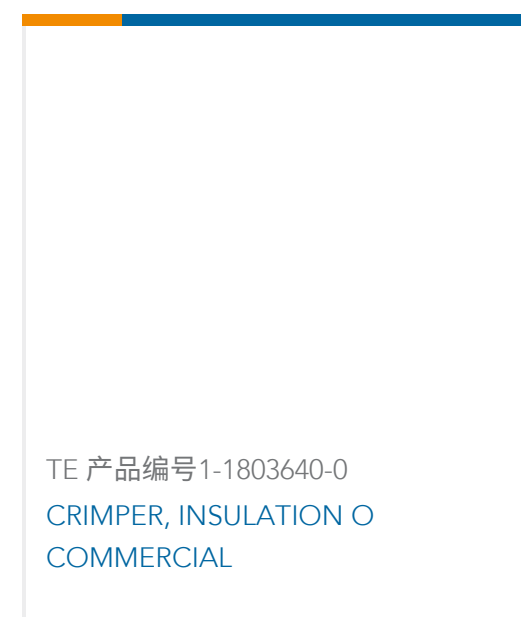 TE 产品编号1-1803640-0
CRIMPER, INSULATION O
COMMERCIAL